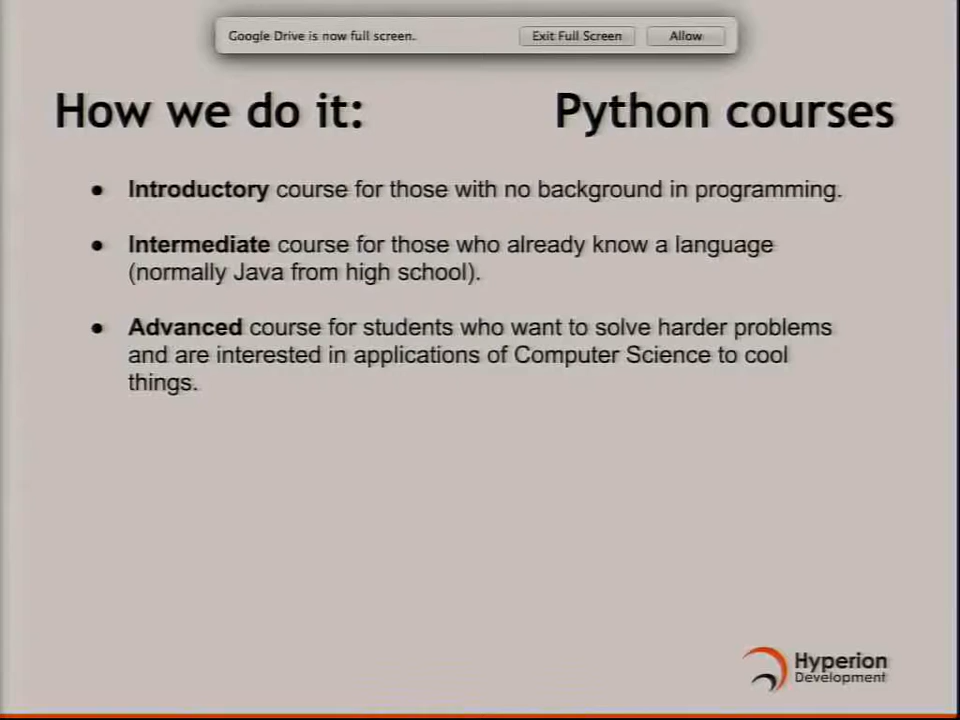 Google Drive is now full screen. Exit Full Screen Allow
How we do it: Python courses
● Introductory course for those with no background in programming.
● Intermediate course for those who already know a language
(normally Java from high school).
● Advanced course for students who want to solve harder problems
and are interested in applications of Computer Science to cool
things.
Hyperion
Development